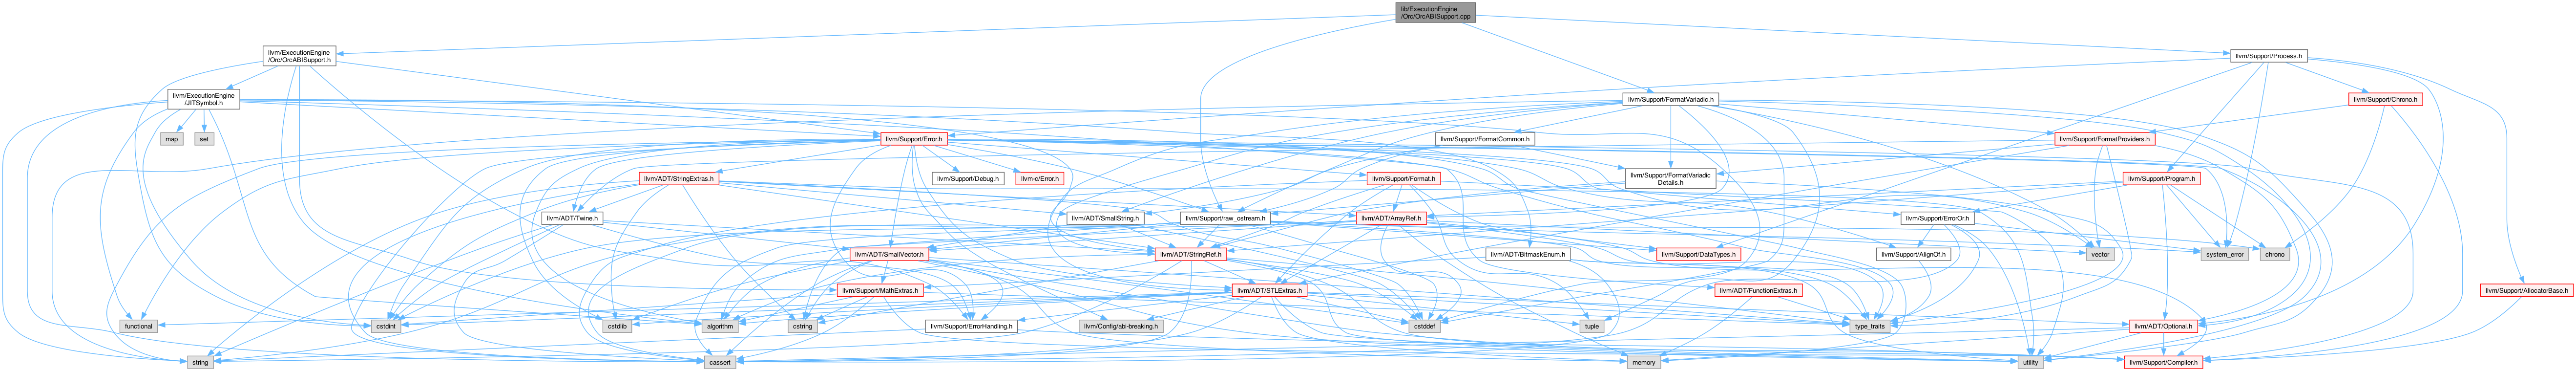 lib/ExecutionEngine
/Orc/OrcABISupport.cpp
llvm/ExecutionEngine
/Orc/OrcABISupport.h
llvm/Support/Process.h
llvm/ExecutionEngine
/JITSymbol.h
llvm/Support/FormatVariadic.h
llvm/Support/Chrono.h
map
set
llvm/Support/Error.h
llvm/Support/FormatCommon.h
llvm/Support/FormatProviders.h
llvm/ADT/StringExtras.h
llvm/Support/Debug.h
llvm-c/Error.h
llvm/Support/Format.h
llvm/Support/FormatVariadic
Details.h
llvm/Support/Program.h
llvm/ADT/Twine.h
llvm/ADT/SmallString.h
llvm/Support/raw_ostream.h
llvm/ADT/ArrayRef.h
llvm/Support/ErrorOr.h
llvm/ADT/SmallVector.h
llvm/ADT/StringRef.h
llvm/ADT/BitmaskEnum.h
llvm/Support/DataTypes.h
llvm/Support/AlignOf.h
vector
system_error
chrono
llvm/Support/MathExtras.h
llvm/ADT/STLExtras.h
llvm/ADT/FunctionExtras.h
llvm/Support/AllocatorBase.h
functional
cstdint
cstdlib
algorithm
cstring
llvm/Support/ErrorHandling.h
llvm/Config/abi-breaking.h
cstddef
tuple
type_traits
llvm/ADT/Optional.h
string
cassert
memory
utility
llvm/Support/Compiler.h